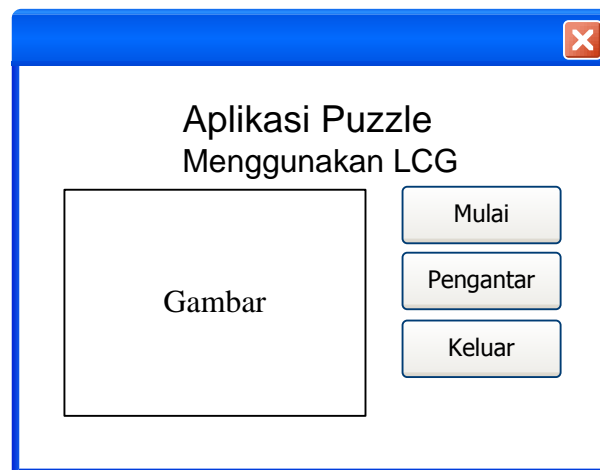 Aplikasi Puzzle
Menggunakan LCG
Gambar
Mulai
Pengantar
Keluar